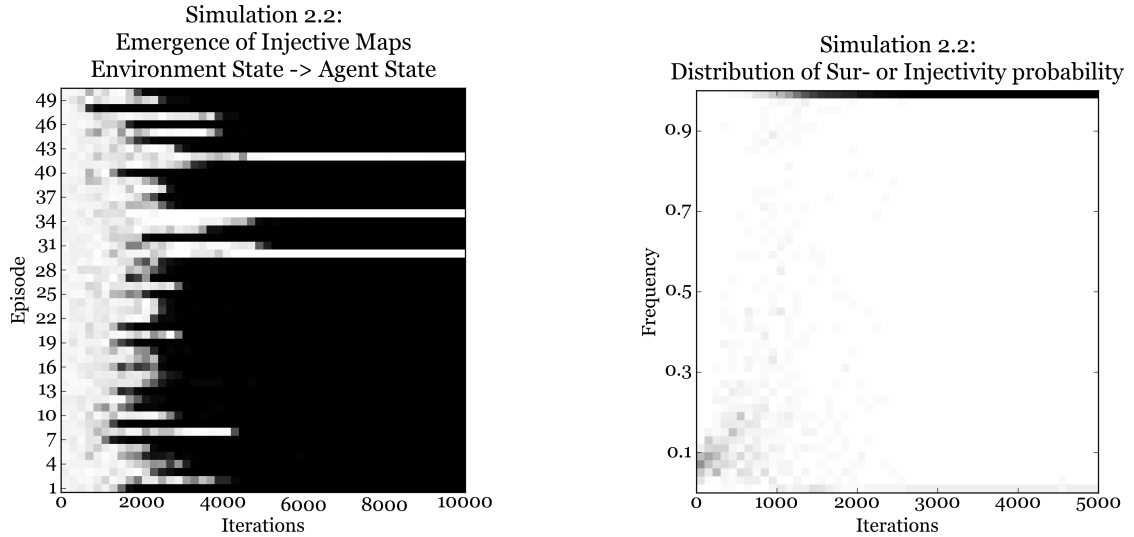 Simulation 2.2:
Emergence of Injective Maps
Environment State -> Agent State
Episode
49
46
43
40
37
34
31
28
25
22
19
16
13
10
7
4
1
0 2000 4000 6000 8000 10000
Iterations
Simulation 2.2:
Distribution of Sur- or Injectivity probability
Frequency
0.9
0.7
0.5
0.3
0.1
0 1000 2000 3000 4000 5000
Iterations